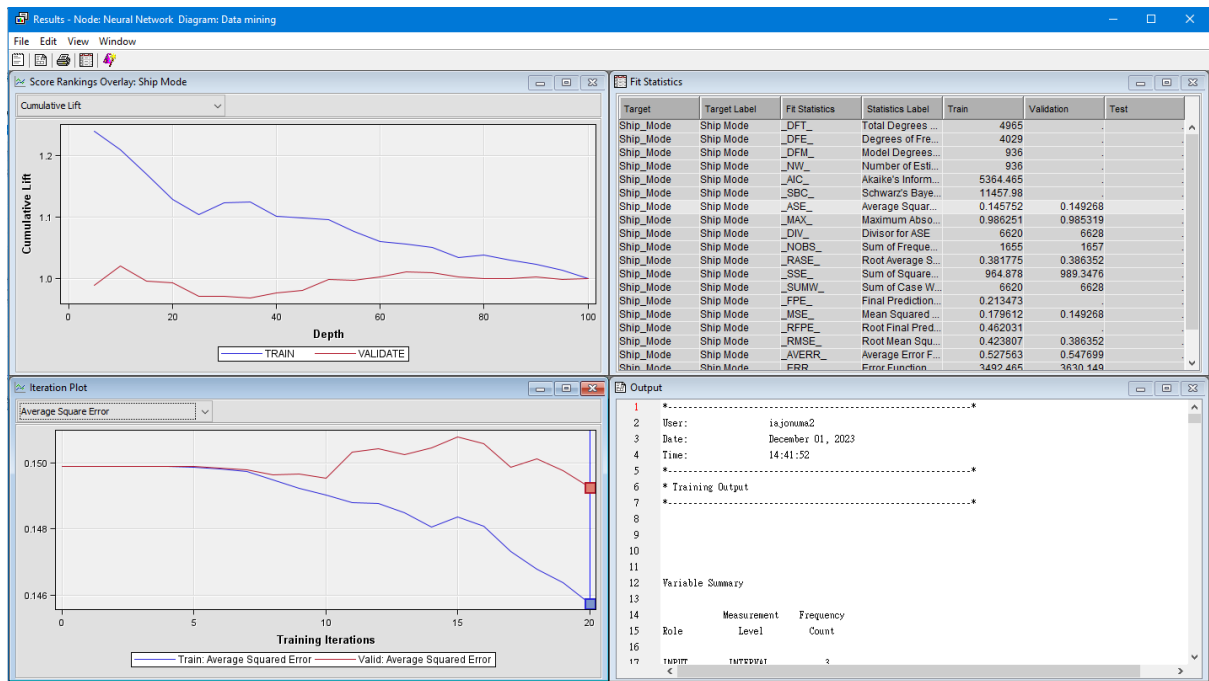 Results - Node: Neural Network Diagram: Data mining
File Edit View Window
Score Rankings Overlay: Ship Mode
Cumulative Lift
Cumulative Lift
1.2
1.1
1.0
0 20 40 60 80 100
Depth
TRAIN VALIDATE
Fit Statistics
Target Target Label Fit Statistics Statistics Label Train Validation Test
Ship_Mode Ship Mode _DFT_ Total Degrees ... 4965 . .
Ship_Mode Ship Mode _DFE_ Degrees of Fre... 4029 . .
Ship_Mode Ship Mode _DFM_ Model Degrees... 936 . .
Ship_Mode Ship Mode _NW_ Number of Esti... 936 . .
Ship_Mode Ship Mode _AIC_ Akaike's Inform... 5364.465 . .
Ship_Mode Ship Mode _SBC_ Schwarz's Baye... 11457.98 . .
Ship_Mode Ship Mode _ASE_ Average Squar... 0.145752 0.149268 .
Ship_Mode Ship Mode _MAX_ Maximum Abso... 0.986251 0.985319 .
Ship_Mode Ship Mode _DIV_ Divisor for ASE 6620 6628 .
Ship_Mode Ship Mode _NOBS_ Sum of Freque... 1655 1657 .
Ship_Mode Ship Mode _RASE_ Root Average S... 0.381775 0.386352 .
Ship_Mode Ship Mode _SSE_ Sum of Square... 964.878 989.3476 .
Ship_Mode Ship Mode _SUMW_ Sum of Case W... 6620 6628 .
Ship_Mode Ship Mode _FPE_ Final Prediction... 0.213473 . .
Ship_Mode Ship Mode _MSE_ Mean Squared ... 0.179612 0.149268 .
Ship_Mode Ship Mode _RFPE_ Root Final Pred... 0.462031 . .
Ship_Mode Ship Mode _RMSE_ Root Mean Squ... 0.423807 0.386352 .
Ship_Mode Ship Mode _AVERR_ Average Error F... 0.527563 0.547699 .
Ship_Mode Ship Mode _ERR_ Error Function 3492.465 3630.149
Iteration Plot
Average Square Error
0.150
0.148
0.146
0 5 10 15 20
Training Iterations
Train: Average Squared Error Valid: Average Squared Error
Output
1 *------------------------------------------------------------*
2 User: iajonuma2
3 Date: December 01, 2023
4 Time: 14:41:52
5 *------------------------------------------------------------*
6 * Training Output
7 *------------------------------------------------------------*
8
9
10
11
12 Variable Summary
13
14 Measurement Frequency
15 Role Level Count
16
17 INPUT INTERVAL 3